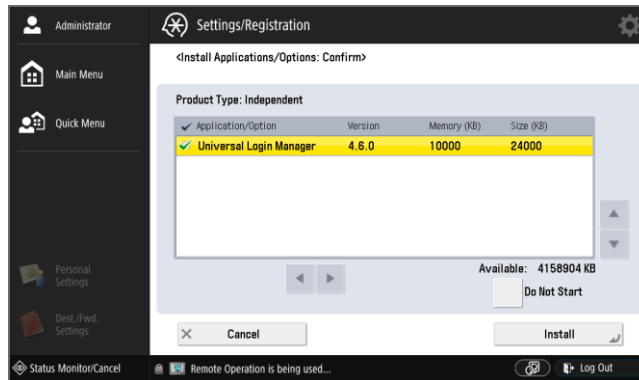 Administrator
Settings/Registration
Main Menu
Quick Menu
Personal
Settings
Dest./Fwd.
Settings
<Install Applications/Options: Confirm>
Product Type: Independent
Application/Option Version Memory (KB) Size (KB)
Universal Login Manager 4.6.0 10000 24000
Available: 4158904 KB
Do Not Start
Cancel
Install
Status Monitor/Cancel
Remote Operation is being used...
Log Out